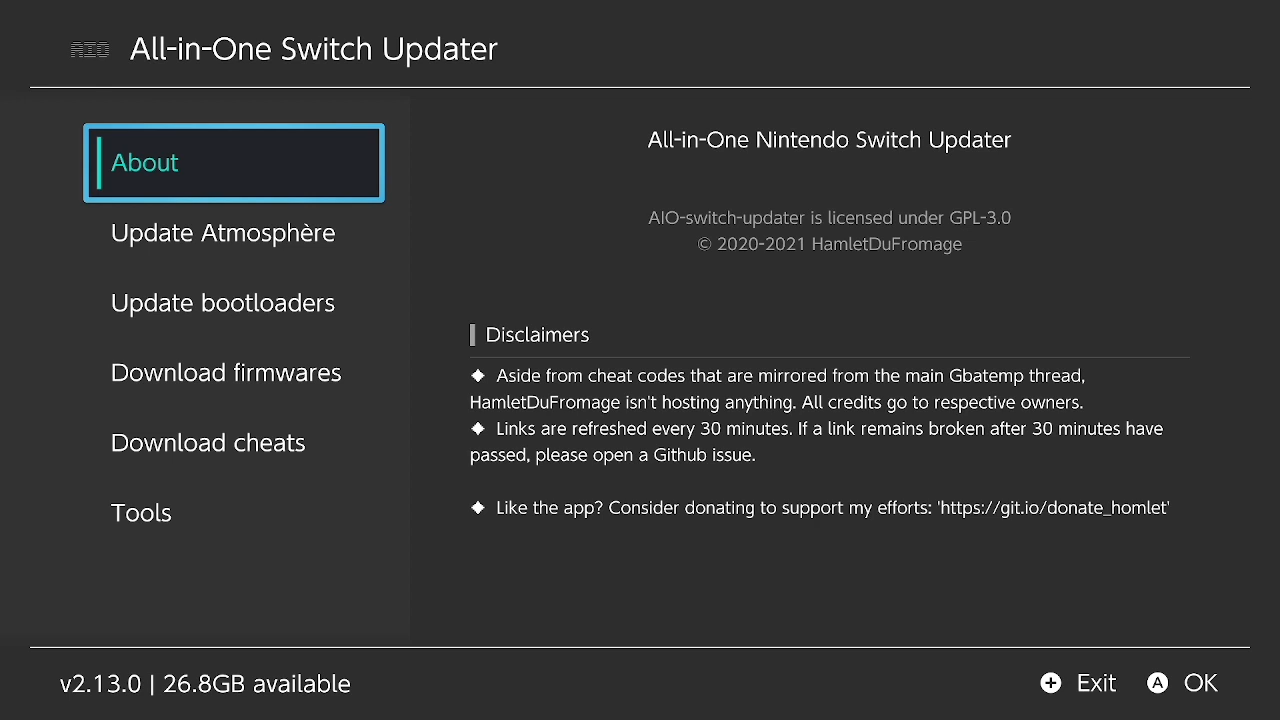 AIO All-in-One Switch Updater
About
Update Atmosphère
Update bootloaders
Download firmwares
Download cheats
Tools
All-in-One Nintendo Switch Updater
AIO-switch-updater is licensed under GPL-3.0
© 2020-2021 HamletDuFromage
Disclaimers
◆ Aside from cheat codes that are mirrored from the main Gbatemp thread,
HamletDuFromage isn't hosting anything. All credits go to respective owners.
◆ Links are refreshed every 30 minutes. If a link remains broken after 30 minutes have
passed, please open a Github issue.
◆ Like the app? Consider donating to support my efforts: 'https://git.io/donate_homlet'
v2.13.0 | 26.8GB available
+ Exit A OK